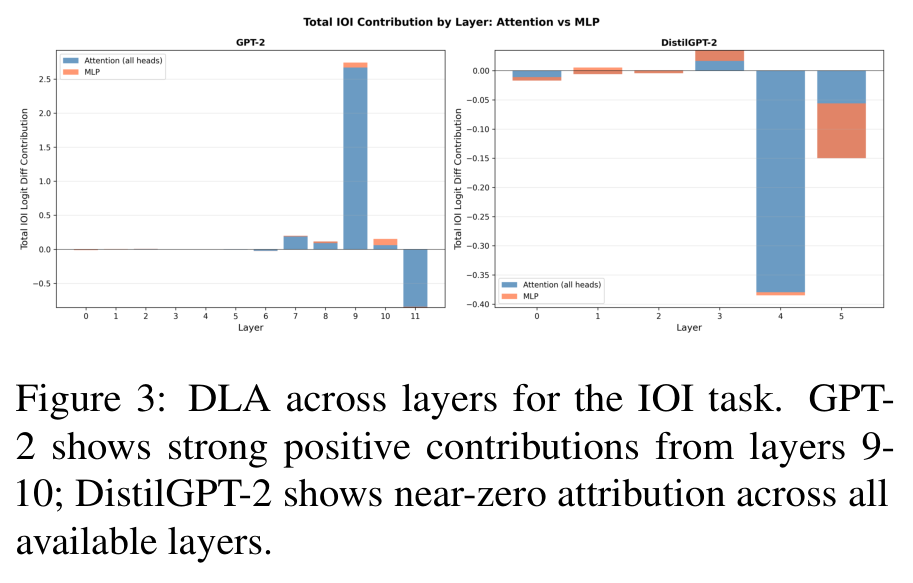 Total IOI Contribution by Layer: Attention vs MLP
GPT-2
DistilGPT-2
Attention (all heads)
MLP
2.5
2.0
1.5
1.0
0.5
0.0
−0.5
Total IOI Logit Diff Contribution
0 1 2 3 4 5 6 7 8 9 10 11
Layer
0.00
−0.05
−0.10
−0.15
−0.20
−0.25
−0.30
−0.35
−0.40
Total IOI Logit Diff Contribution
Attention (all heads)
MLP
0 1 2 3 4 5
Layer
Figure 3: DLA across layers for the IOI task. GPT-
2 shows strong positive contributions from layers 9-
10; DistilGPT-2 shows near-zero attribution across all
available layers.